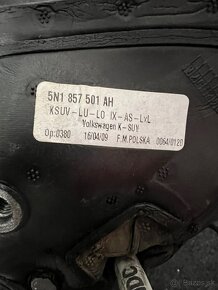 5N1 857 501 AH
KSUV-LU-LO IX-AS-LxL
Volkswagen K-SUV
Op:0380 16/04/09 F.M.POLSKA 0064/0120